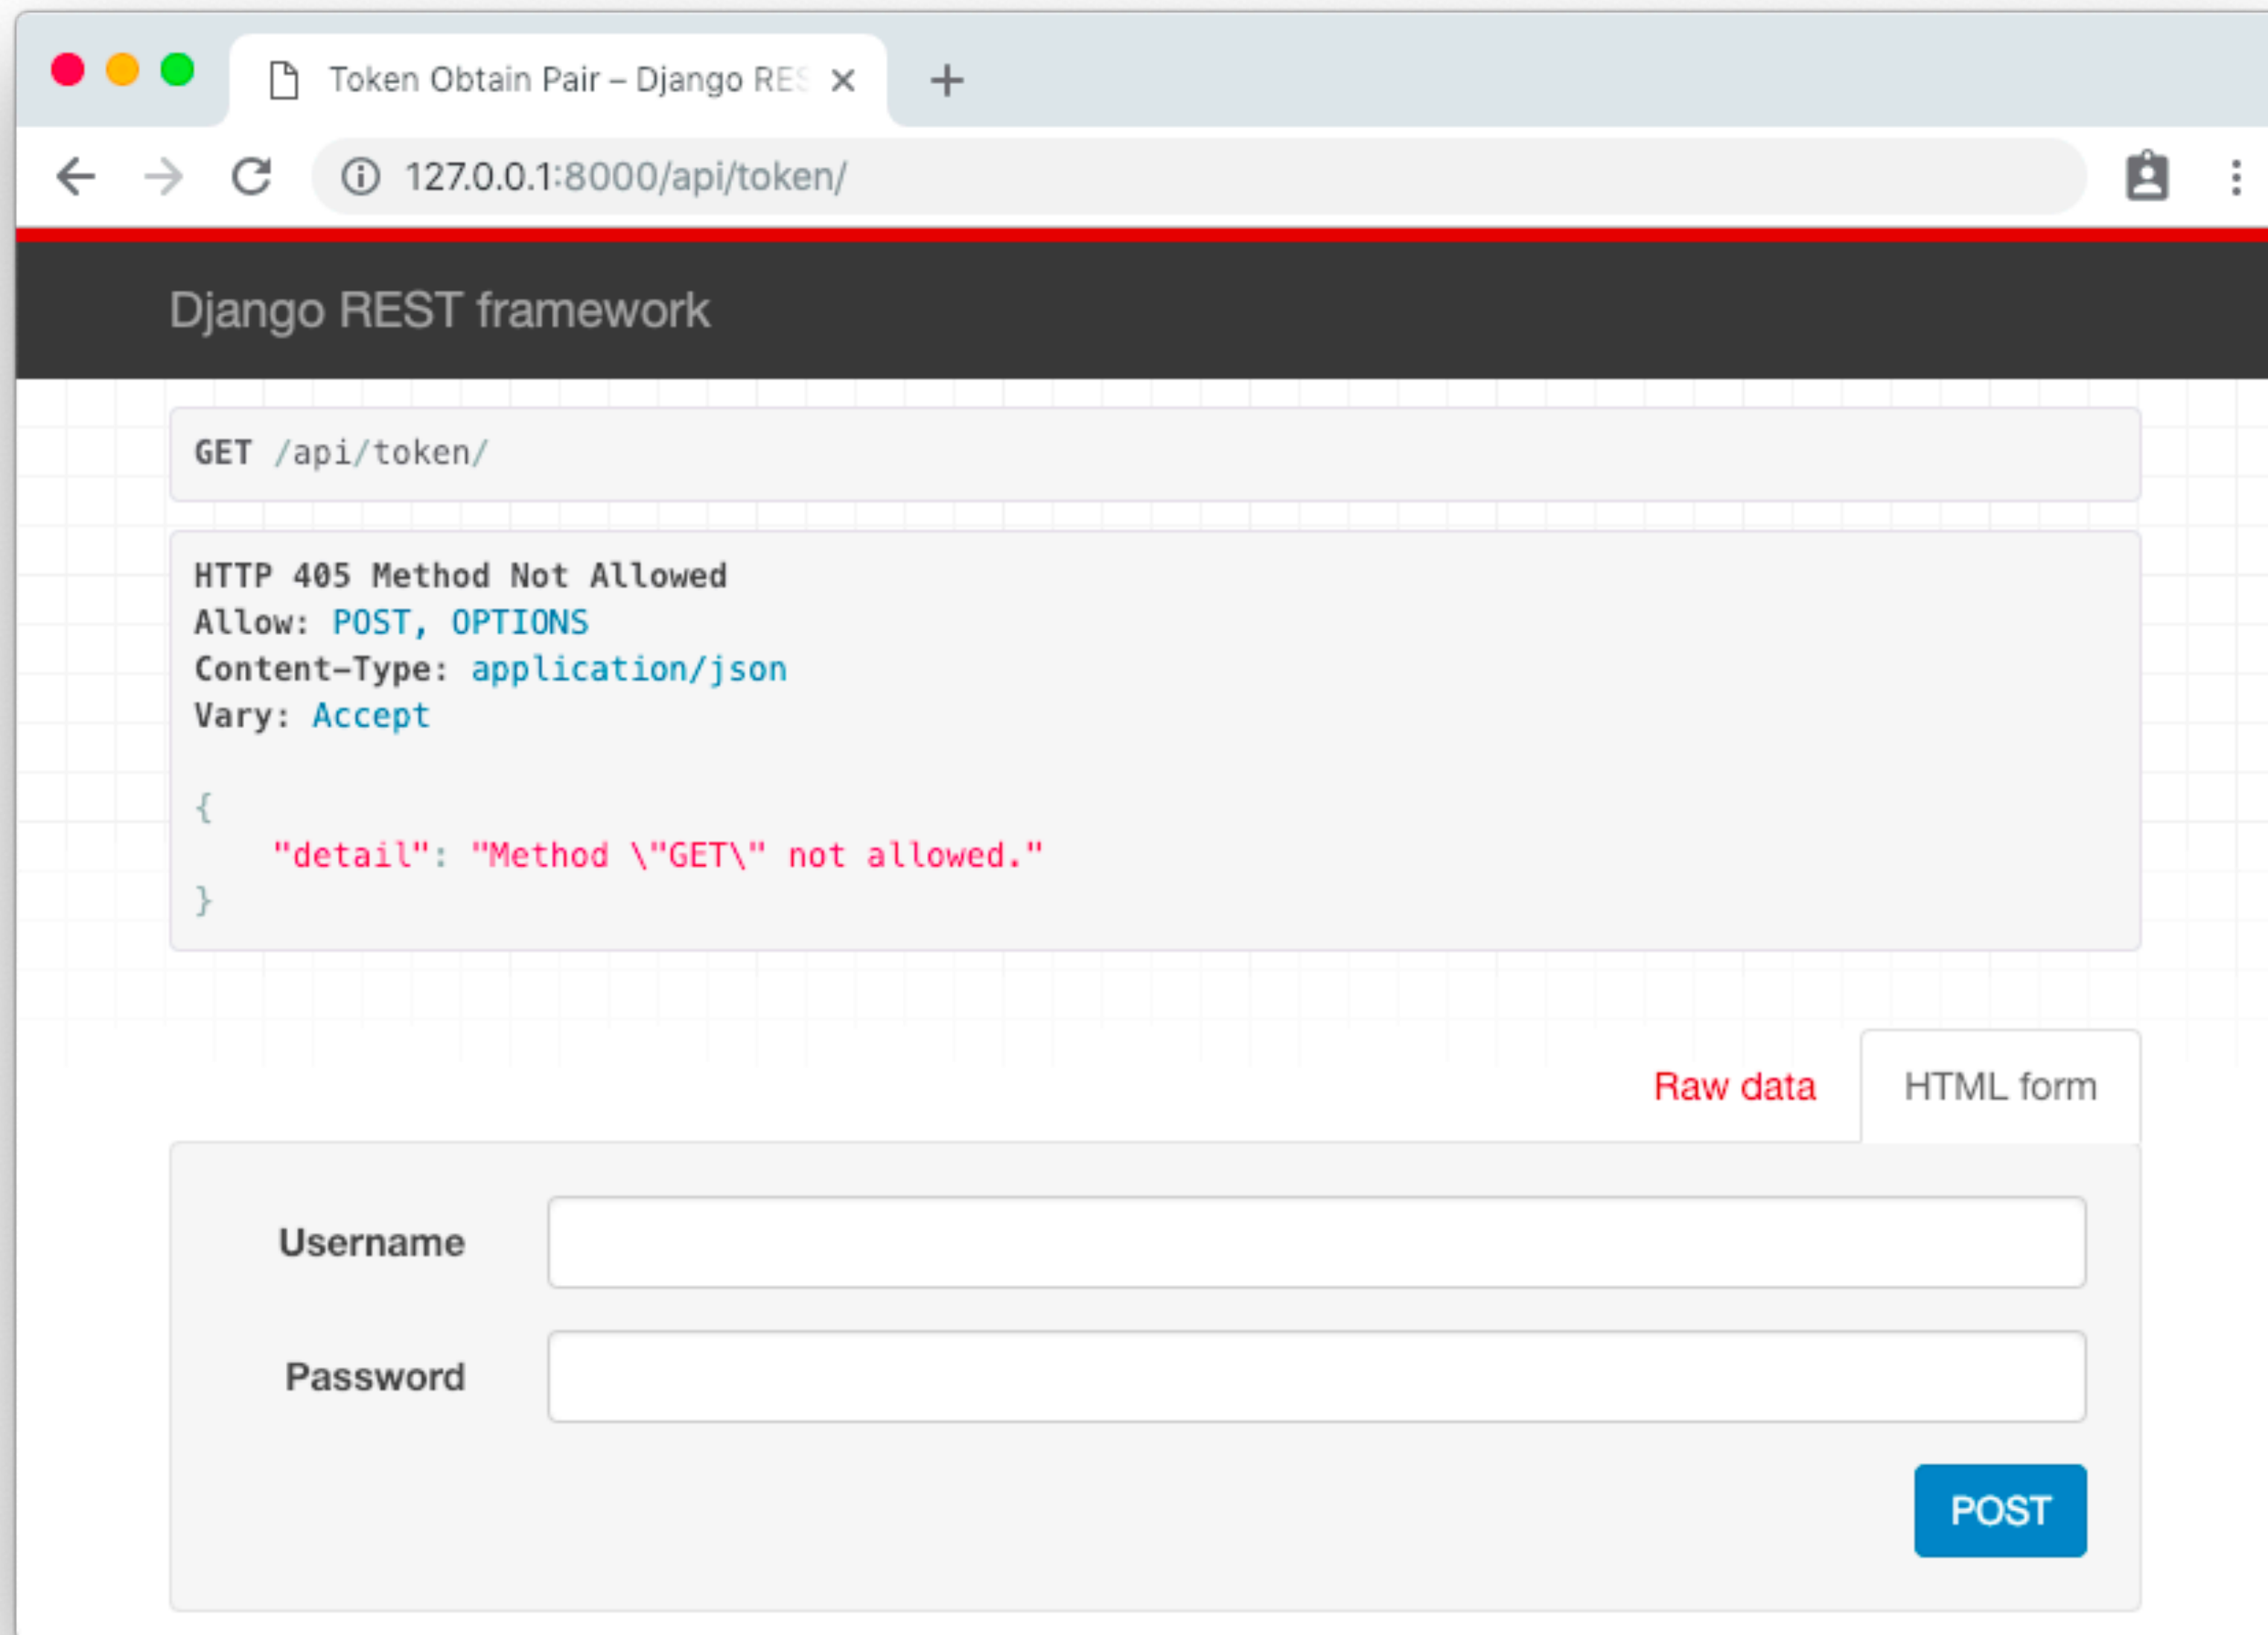 Token Obtain Pair – Django RES
127.0.0.1:8000/api/token/
Django REST framework
GET /api/token/
HTTP 405 Method Not Allowed
Allow: POST, OPTIONS
Content-Type: application/json
Vary: Accept
{
    "detail": "Method \"GET\" not allowed."
}
Raw data
HTML form
Username
Password
POST